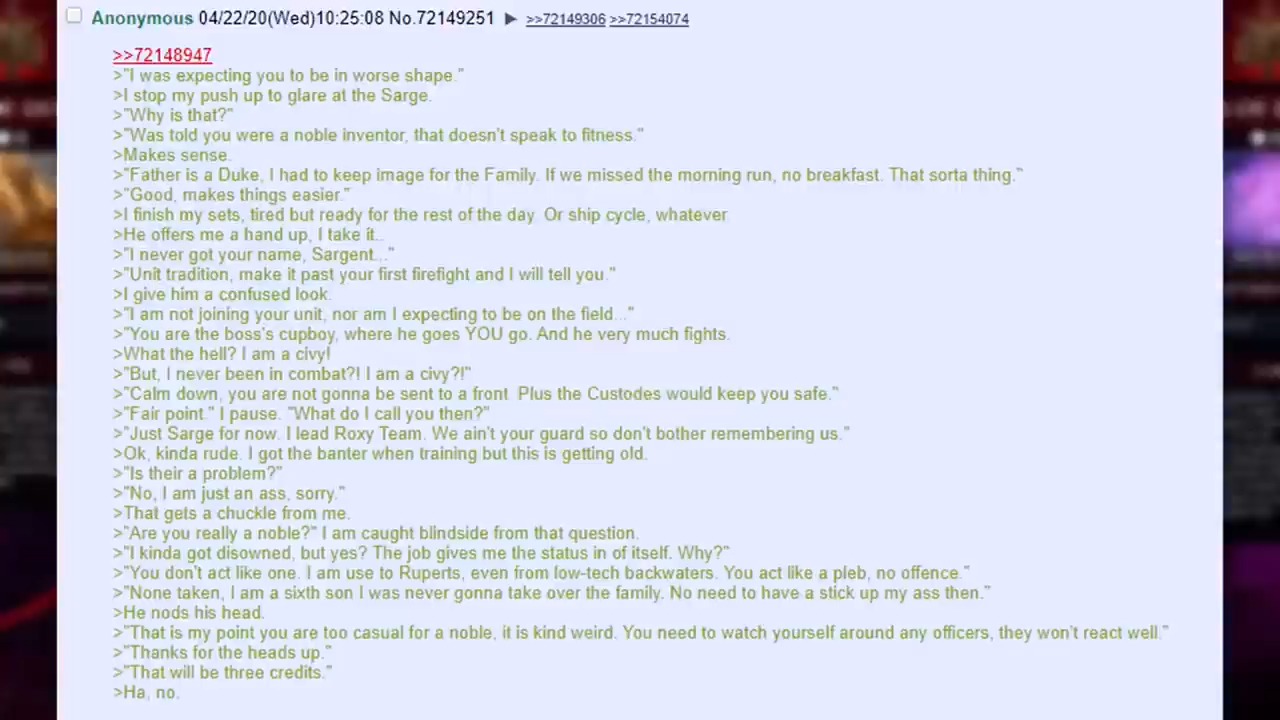 Anonymous 04/22/20(Wed)10:25:08 No.72149251 ▶ >>72149306 >>72154074
>>72148947
>"I was expecting you to be in worse shape."
>I stop my push up to glare at the Sarge.
>"Why is that?"
>"Was told you were a noble inventor, that doesn't speak to fitness."
>Makes sense.
>"Father is a Duke, I had to keep image for the Family. If we missed the morning run, no breakfast. That sorta thing."
>"Good, makes things easier."
>I finish my sets, tired but ready for the rest of the day. Or ship cycle, whatever.
>He offers me a hand up, I take it..
>"I never got your name, Sargent..."
>"Unit tradition, make it past your first firefight and I will tell you."
>I give him a confused look.
>"I am not joining your unit, nor am I expecting to be on the field..."
>"You are the boss's cupboy, where he goes YOU go. And he very much fights.
>What the hell? I am a civy!
>"But, I never been in combat?! I am a civy?!"
>"Calm down, you are not gonna be sent to a front. Plus the Custodes would keep you safe."
>"Fair point." I pause. "What do I call you then?"
>"Just Sarge for now. I lead Roxy Team. We ain't your guard so don't bother remembering us."
>Ok, kinda rude. I got the banter when training but this is getting old.
>"Is their a problem?"
>"No, I am just an ass, sorry."
>That gets a chuckle from me.
>"Are you really a noble?" I am caught blindside from that question.
>"I kinda got disowned, but yes? The job gives me the status in of itself. Why?"
>"You don't act like one. I am use to Ruperts, even from low-tech backwaters. You act like a pleb, no offence."
>"None taken, I am a sixth son I was never gonna take over the family. No need to have a stick up my ass then."
>He nods his head.
>"That is my point you are too casual for a noble, it is kind weird. You need to watch yourself around any officers, they won't react well."
>"Thanks for the heads up."
>"That will be three credits."
>Ha, no.